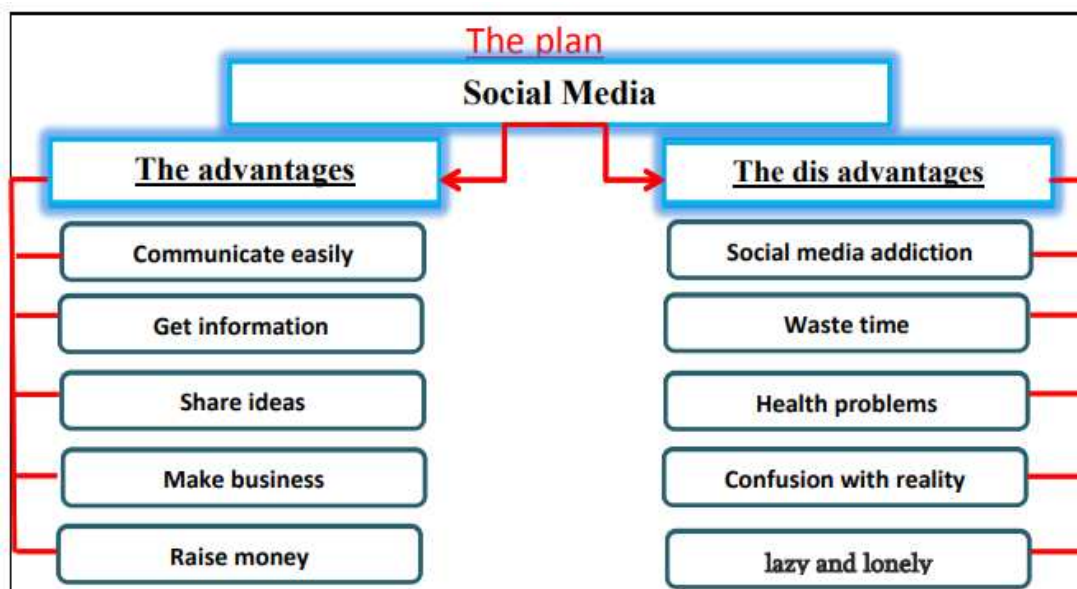 The plan
Social Media
The advantages
Communicate easily
Get information
Share ideas
Make business
Raise money
The dis advantages
Social media addiction
Waste time
Health problems
Confusion with reality
lazy and lonely